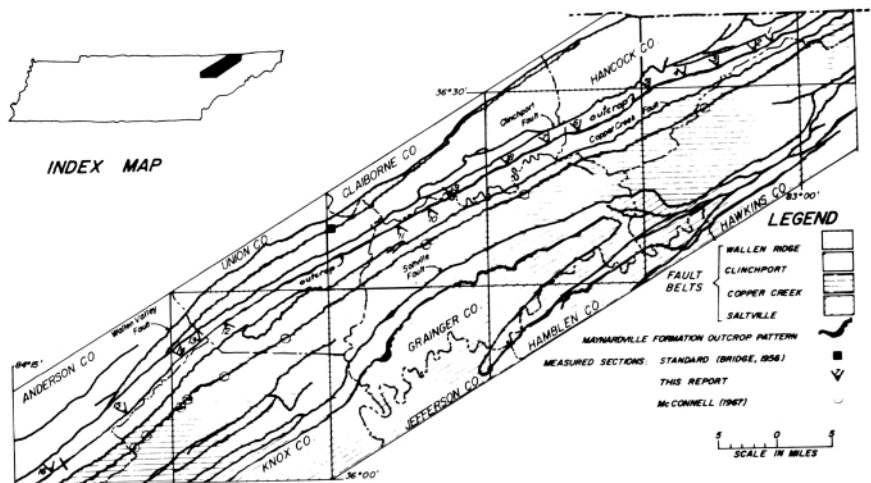 INDEX MAP
HANCOCK CO.
36°30'
Clinchport Fault
outcrop
Copper Creek Fault
CLAIBORNE CO.
UNION CO.
outcrop
Saltville Fault
Wallen Valley Fault
84°15'
ANDERSON CO
GRAINGER CO.
HAMBLEN CO.
JEFFERSON CO.
KNOX CO.
36°00'
HAWKINS CO.
83°00'
LEGEND
FAULT BELTS
WALLEN RIDGE
CLINCHPORT
COPPER CREEK
SALTVILLE
MAYNARDVILLE FORMATION OUTCROP PATTERN
MEASURED SECTIONS: STANDARD (BRIDGE, 1956)
THIS REPORT
McCONNELL (1967)
5 0 5
SCALE IN MILES